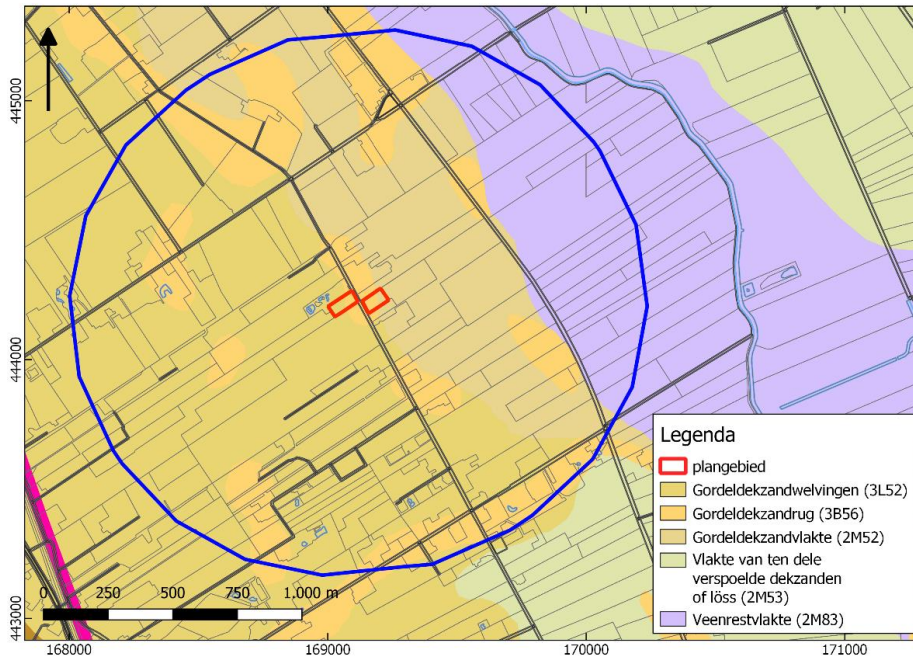 445000
444000
443000
168000
169000
170000
171000
0 250 500 750 1.000 m
Legenda
plangebied
Gordeldekzandwelvingen (3L52)
Gordeldekzandrug (3B56)
Gordeldekzandvlakte (2M52)
Vlakte van ten dele
verspoelde dekzanden
of löss (2M53)
Veenrestvlakte (2M83)